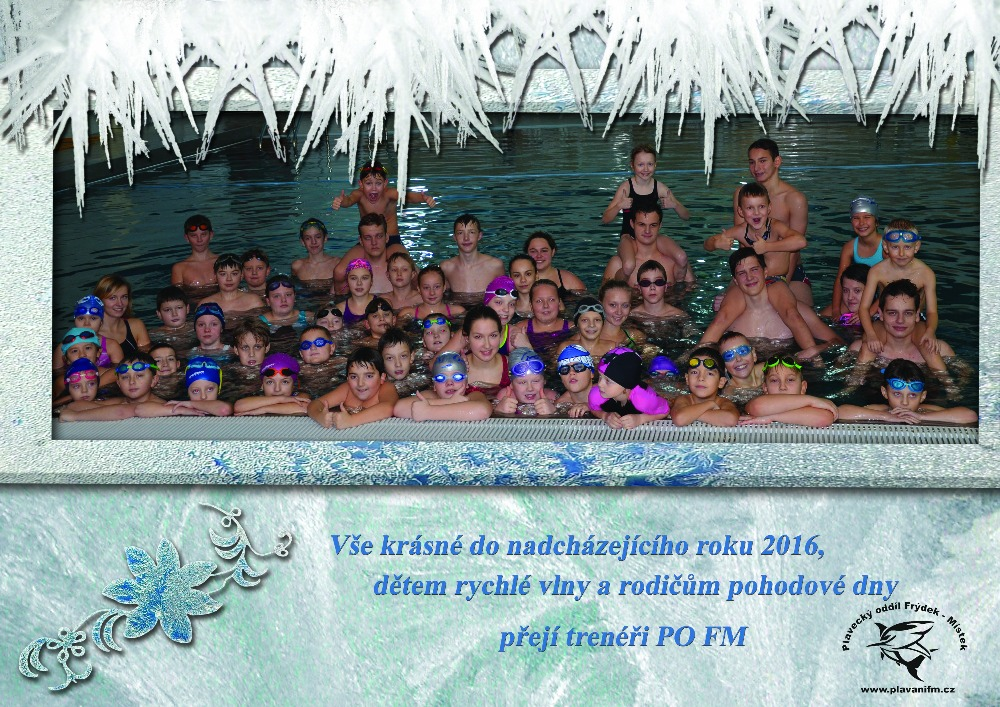 Vše krásné do nadcházejícího roku 2016,
dětem rychlé vlny a rodičům pohodové dny
přejí trenéři PO FM
Plavecký oddíl Frýdek - Místek
www.plavanifm.cz